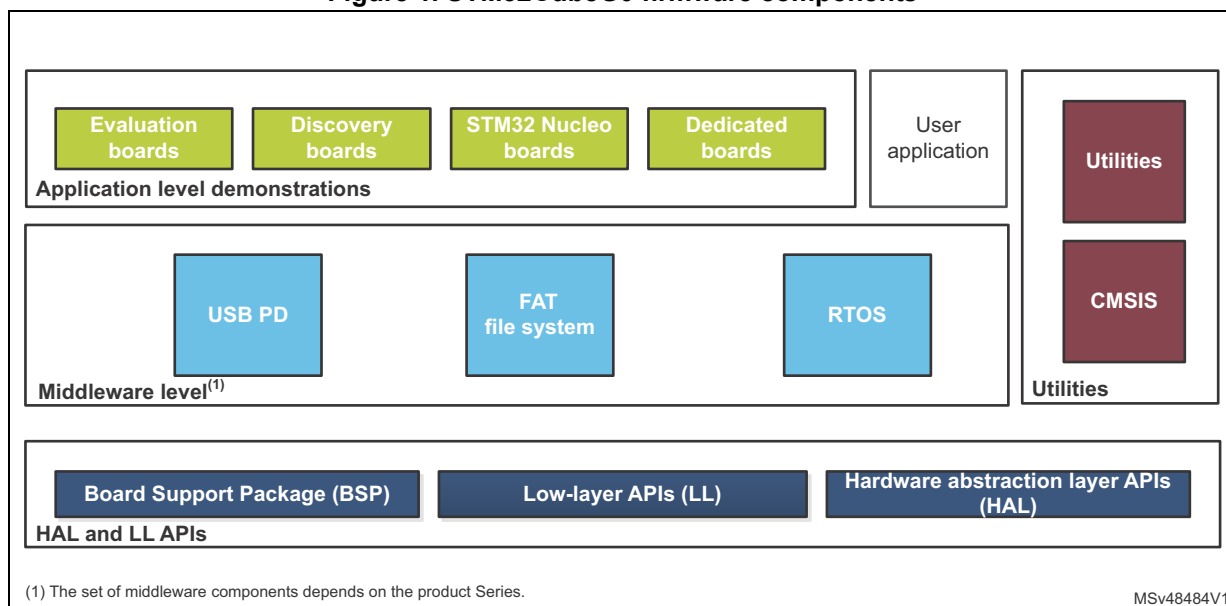 Evaluation
boards
Discovery
boards
STM32 Nucleo
boards
Dedicated
boards
Application level demonstrations
User
application
Utilities
CMSIS
Utilities
USB PD
FAT
file system
RTOS
Middleware level(1)
Board Support Package (BSP)
Low-layer APIs (LL)
Hardware abstraction layer APIs
(HAL)
HAL and LL APIs
(1) The set of middleware components depends on the product Series.
MSv48484V1